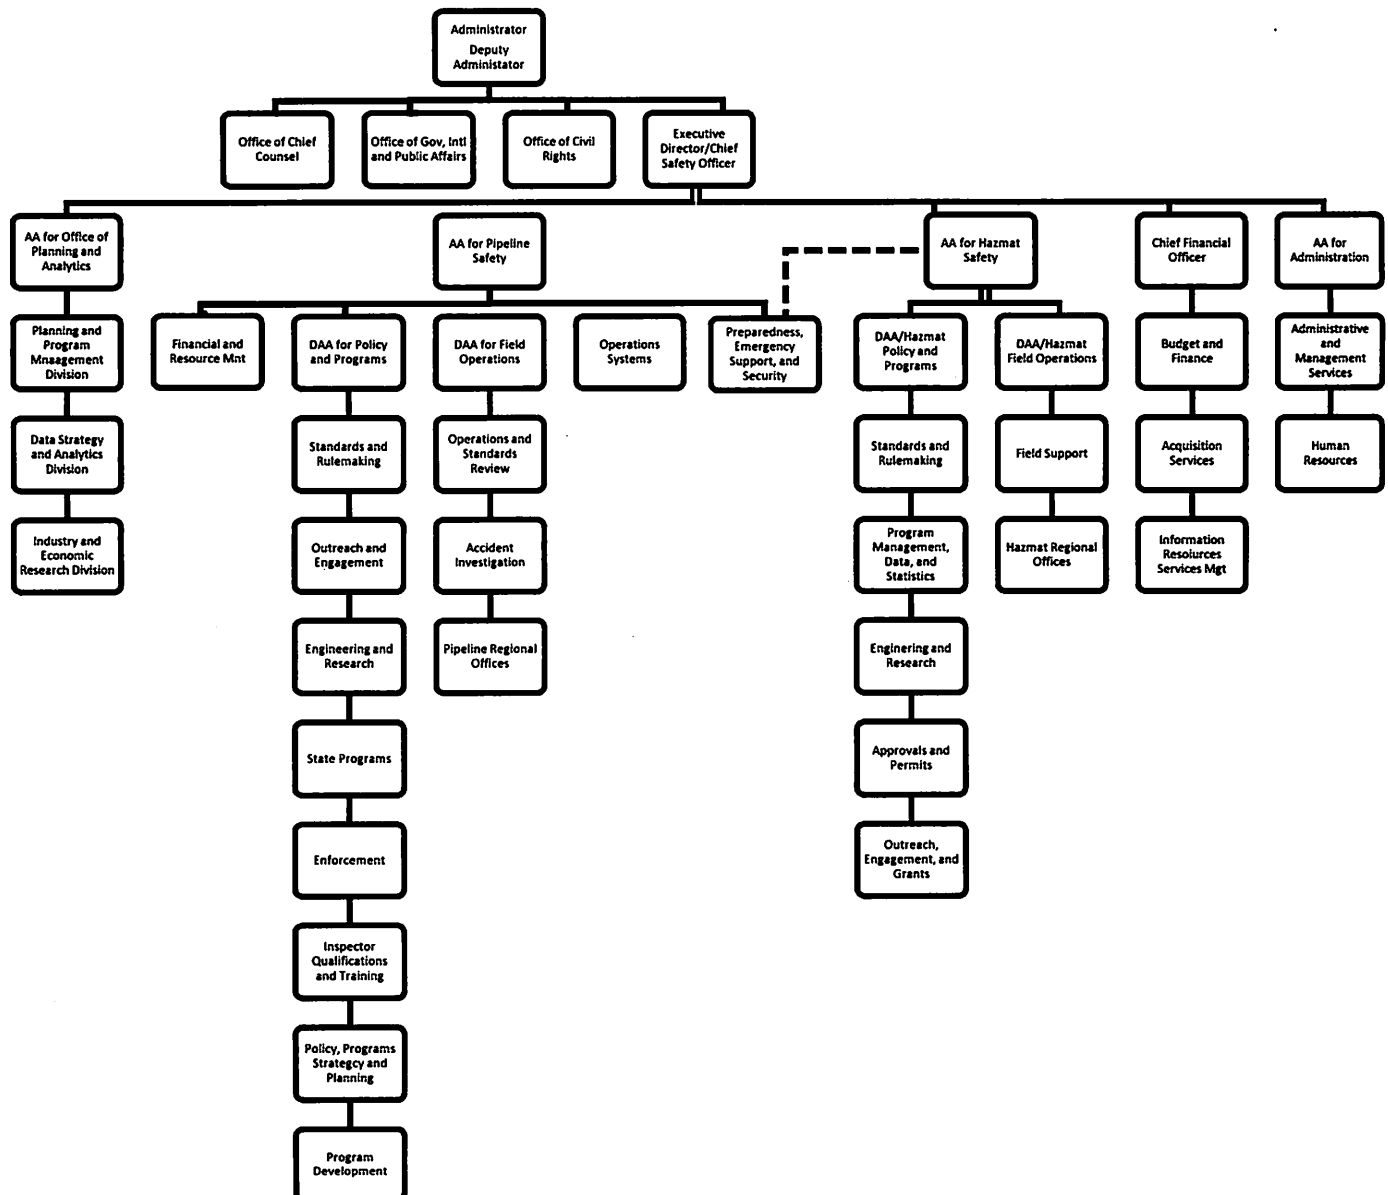 Administrator
Deputy
Administator
Office of Chief
Counsel
Office of Gov, Intl
and Public Affairs
Office of Civil
Rights
Executive
Director/Chief
Safety Officer
AA for Office of
Planning and
Analytics
AA for Pipeline
Safety
AA for Hazmat
Safety
Chief Financial
Officer
AA for
Administration
Planning and
Program
Mnaagement
Division
Financial and
Resource Mnt
DAA for Policy
and Programs
DAA for Field
Operations
Operations
Systems
Preparedness,
Emergency
Support, and
Security
DAA/Hazmat
Policy and
Programs
DAA/Hazmat
Field Operations
Budget and
Finance
Administrative
and
Management
Services
Data Strategy
and Analytics
Division
Standards and
Rulemaking
Operations and
Standards
Review
Standards and
Rulemaking
Field Support
Acquisition
Services
Human
Resources
Industry and
Economic
Research Division
Outreach and
Engagement
Accident
Investigation
Program
Management,
Data, and
Statistics
Hazmat Regional
Offices
Information
Resoiurces
Services Mgt
Engineering and
Research
Pipeline Regional
Offices
Enginering and
Research
State Programs
Approvals and
Permits
Enforcement
Outreach,
Engagement, and
Grants
Inspector
Qualifications
and Training
Policy, Programs
Strategcy and
Planning
Program
Development